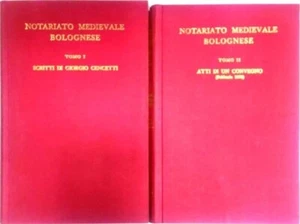 NOTARIATO MEDIEVALE
BOLOGNESE
TOMO I
SCRITTI DI GIORGIO CENCETTI
NOTARIATO MEDIEVALE
BOLOGNESE
TOMO II
ATTI DI UN CONVEGNO